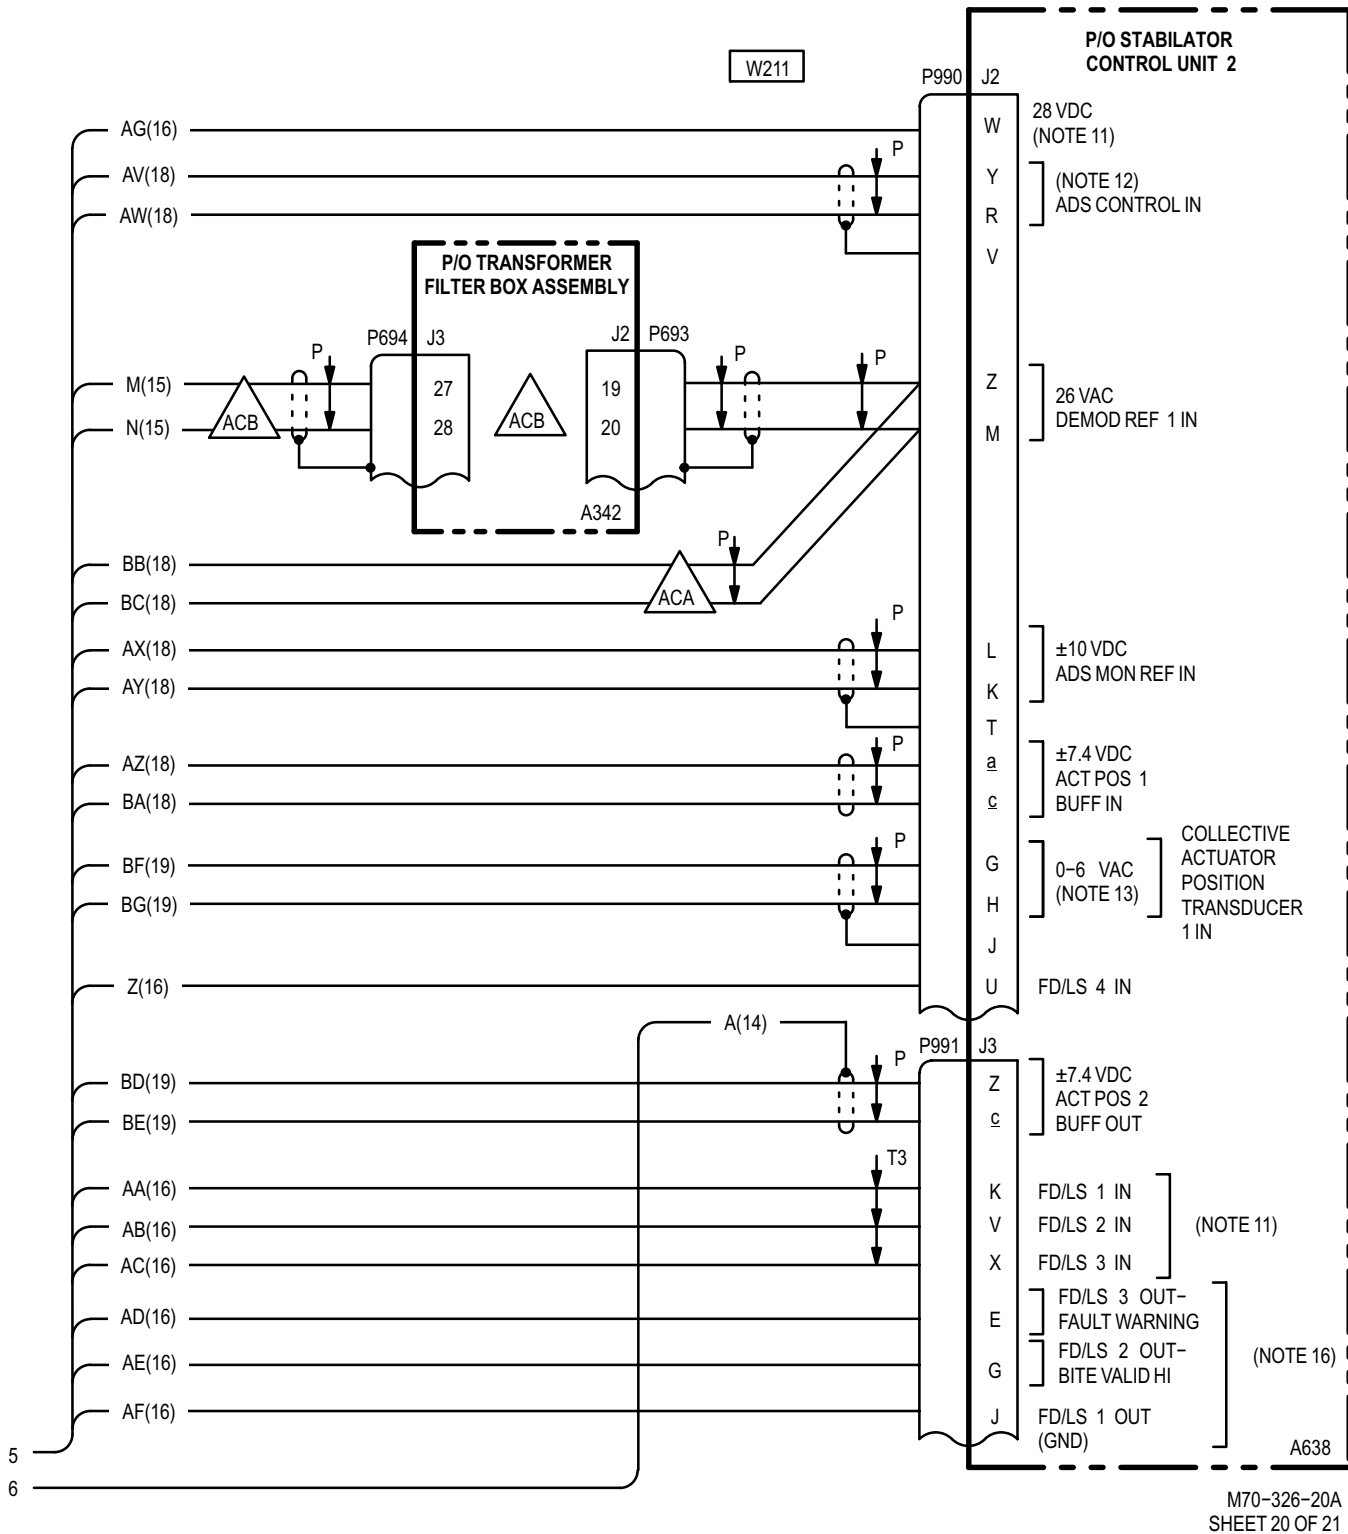 P/O STABILATOR
CONTROL UNIT 2
W211
P990 J2
AG(16)
W
28 VDC
(NOTE 11)
P
AV(18)
Y
(NOTE 12)
ADS CONTROL IN
AW(18)
R
V
P/O TRANSFORMER
FILTER BOX ASSEMBLY
P694 J3
J2 P693
P
P
P
M(15)
ACB
27
ACB
19
Z
26 VAC
DEMOD REF 1 IN
N(15)
28
20
M
A342
BB(18)
P
BC(18)
ACA
P
AX(18)
L
±10 VDC
ADS MON REF IN
AY(18)
K
T
P
AZ(18)
a
±7.4 VDC
ACT POS 1
BUFF IN
BA(18)
c
P
BF(19)
G
0−6 VAC
(NOTE 13)
COLLECTIVE
ACTUATOR
POSITION
TRANSDUCER
1 IN
BG(19)
H
J
Z(16)
U
FD/LS 4 IN
A(14)
P991 J3
P
BD(19)
Z
±7.4 VDC
ACT POS 2
BUFF OUT
BE(19)
c
T3
AA(16)
K
FD/LS 1 IN
AB(16)
V
FD/LS 2 IN
(NOTE 11)
AC(16)
X
FD/LS 3 IN
AD(16)
E
FD/LS 3 OUT−
FAULT WARNING
AE(16)
G
FD/LS 2 OUT−
BITE VALID HI
(NOTE 16)
AF(16)
J
FD/LS 1 OUT
(GND)
A638
5
6
M70−326−20A
SHEET 20 OF 21